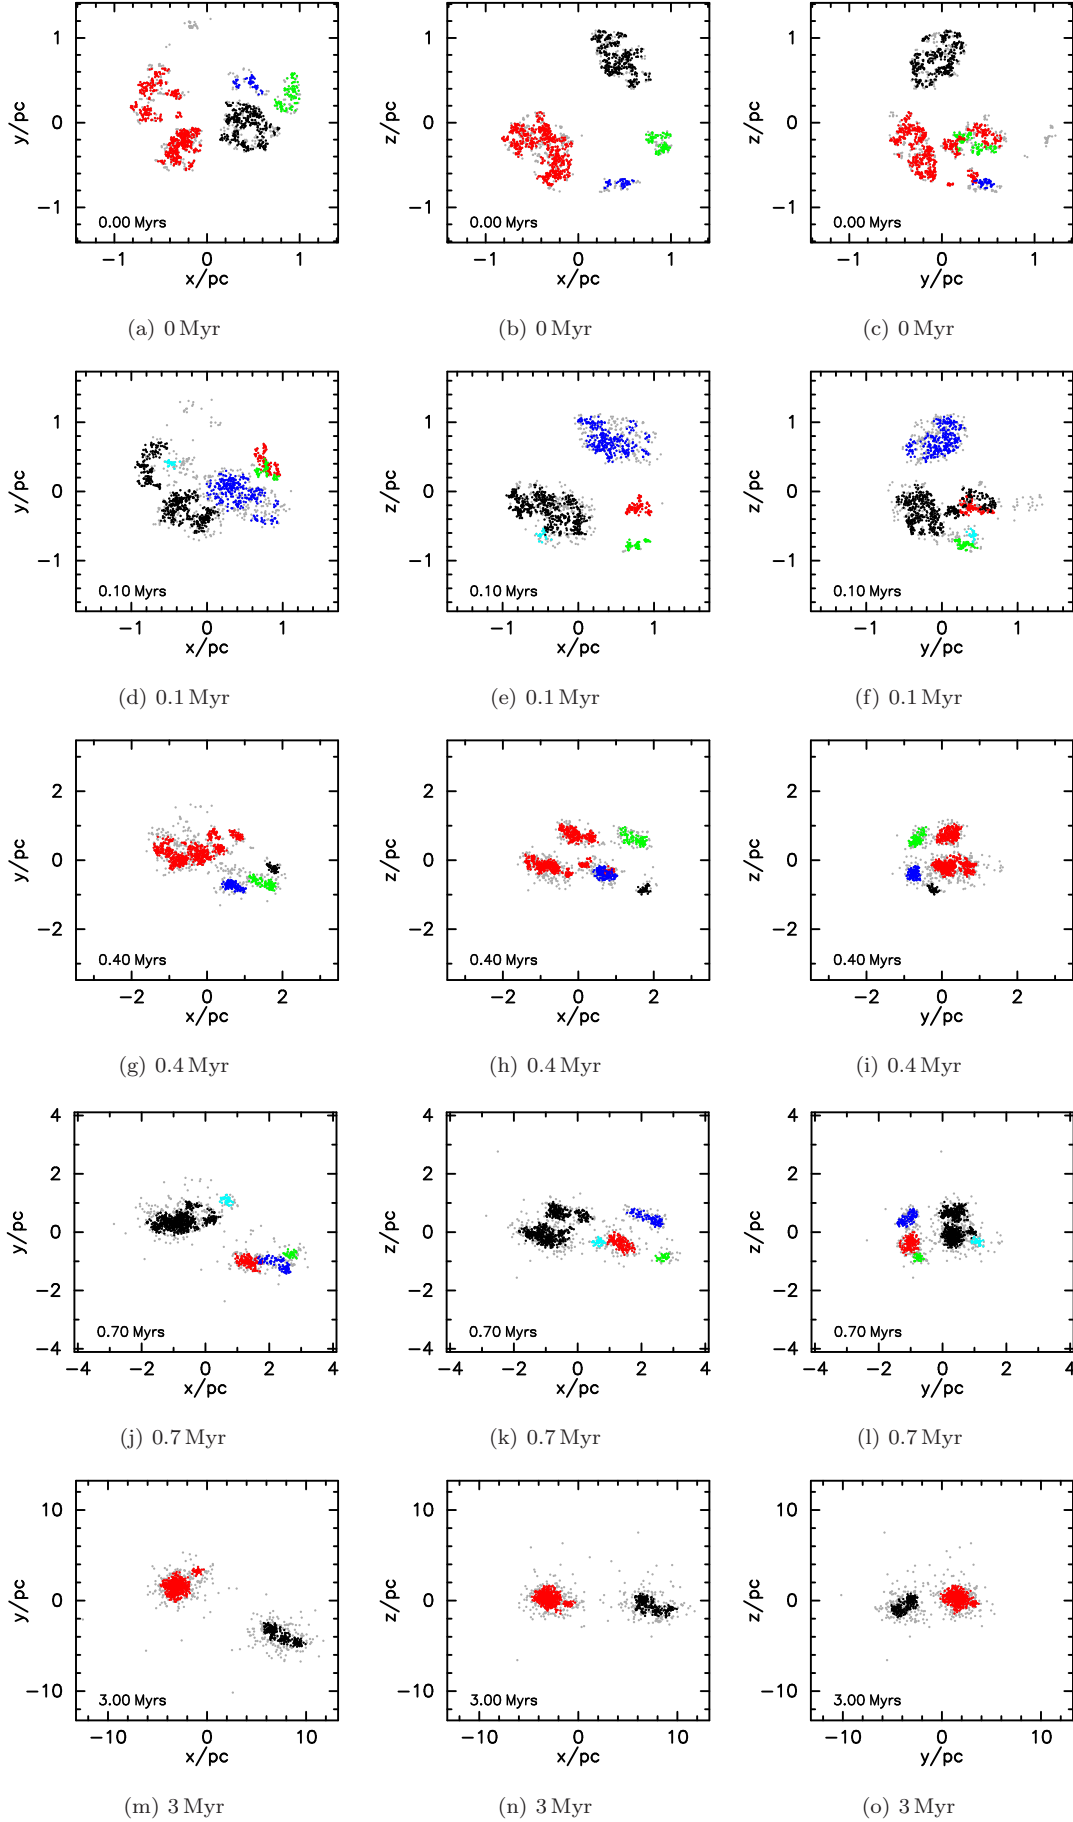 1
0
−1
y/pc
0.00 Myrs
−1 0 1
x/pc
(a) 0 Myr
1
0
−1
z/pc
0.00 Myrs
−1 0 1
x/pc
(b) 0 Myr
1
0
−1
z/pc
0.00 Myrs
−1 0 1
y/pc
(c) 0 Myr
1
0
−1
y/pc
0.10 Myrs
−1 0 1
x/pc
(d) 0.1 Myr
1
0
−1
z/pc
0.10 Myrs
−1 0 1
x/pc
(e) 0.1 Myr
1
0
−1
z/pc
0.10 Myrs
−1 0 1
y/pc
(f) 0.1 Myr
2
0
−2
y/pc
0.40 Myrs
−2 0 2
x/pc
(g) 0.4 Myr
2
0
−2
z/pc
0.40 Myrs
−2 0 2
x/pc
(h) 0.4 Myr
2
0
−2
z/pc
0.40 Myrs
−2 0 2
y/pc
(i) 0.4 Myr
4
2
0
−2
−4
y/pc
0.70 Myrs
−4 −2 0 2 4
x/pc
(j) 0.7 Myr
4
2
0
−2
−4
z/pc
0.70 Myrs
−4 −2 0 2 4
x/pc
(k) 0.7 Myr
4
2
0
−2
−4
z/pc
0.70 Myrs
−4 −2 0 2 4
y/pc
(l) 0.7 Myr
10
0
−10
y/pc
3.00 Myrs
−10 0 10
x/pc
(m) 3 Myr
10
0
−10
z/pc
3.00 Myrs
−10 0 10
x/pc
(n) 3 Myr
10
0
−10
z/pc
3.00 Myrs
−10 0 10
y/pc
(o) 3 Myr